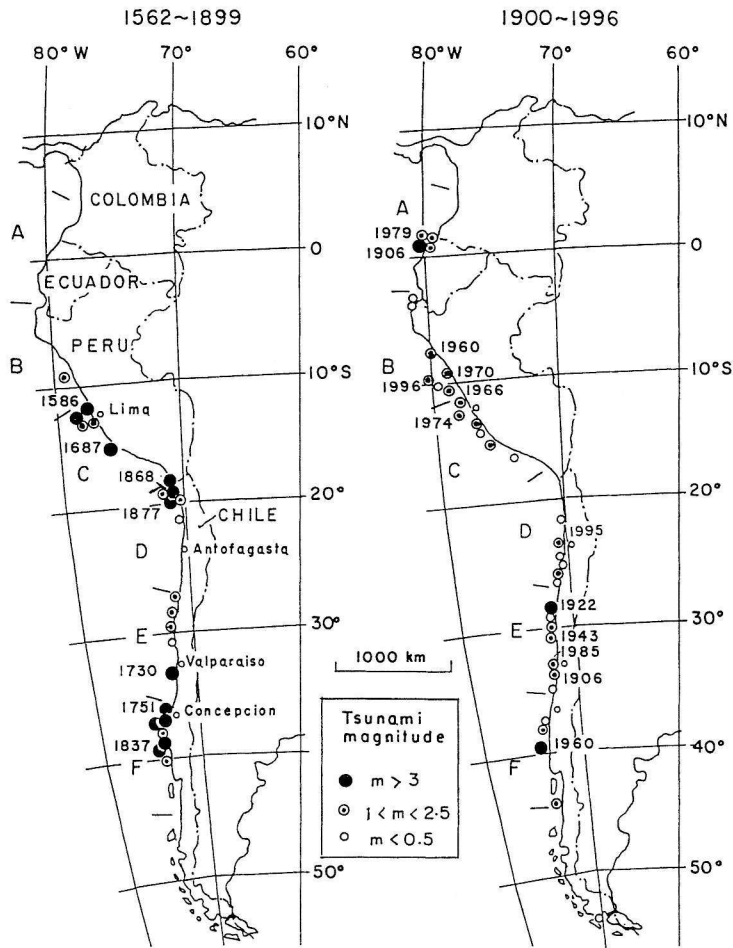 1562~1899
80°W 70° 60°
10°N
COLOMBIA
A
0
ECUADOR
PERU
B
10°S
1586
Lima
1687
C
1868
20°
1877
CHILE
D
Antofagasta
30°
E
Valparaiso
1730
1751
Concepcion
1837
40°
F
50°
1000 km
Tsunami
magnitude
m > 3
1 < m < 2.5
m < 0.5
1900~1996
80°W 70° 60°
10°N
A
1979
1906
0
1960
B
1970
10°S
1996
1966
1974
C
20°
D
1995
1922
30°
E
1943
1985
1906
1960
40°
F
50°